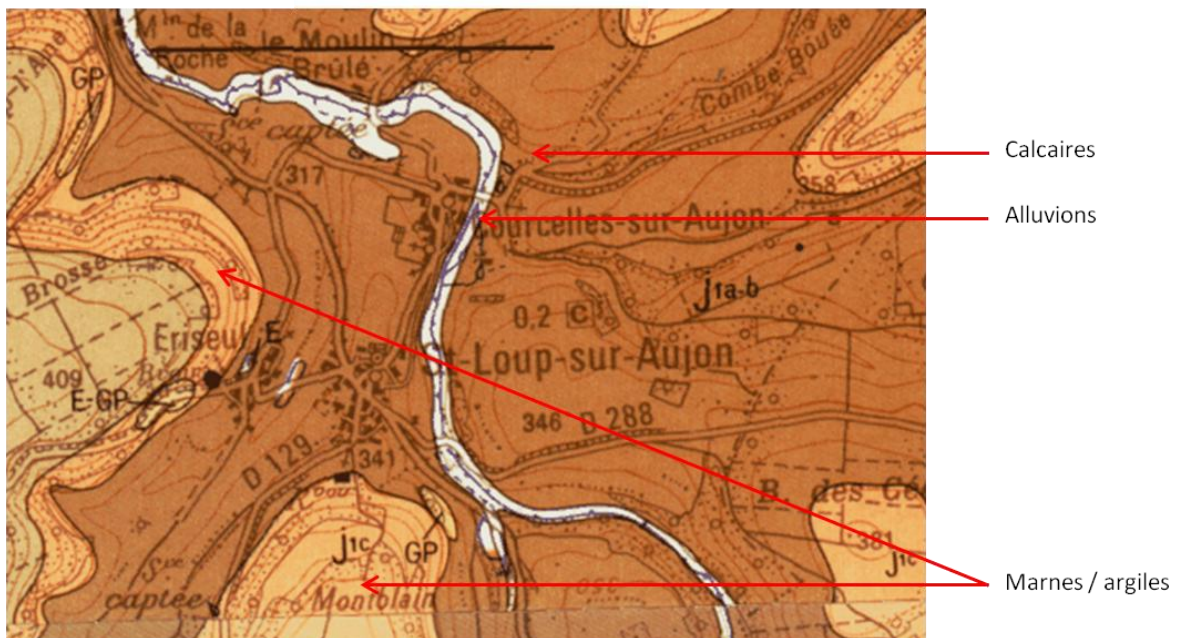 Mⁱⁿ de la
Roche
le Moulin
Brûlé
GP
Combe Bouée
Sce captée
317
358
Calcaires
Alluvions
Courcelles-sur-Aujon
Brosse
j1a-b
0,2 C
Eriseul
E
St-Loup-sur-Aujon
409
E-GP
346 D 288
D 129
341
B. des Cé
j1c
GP
381
j1c
Sce
captée
Montblain
Marnes / argiles